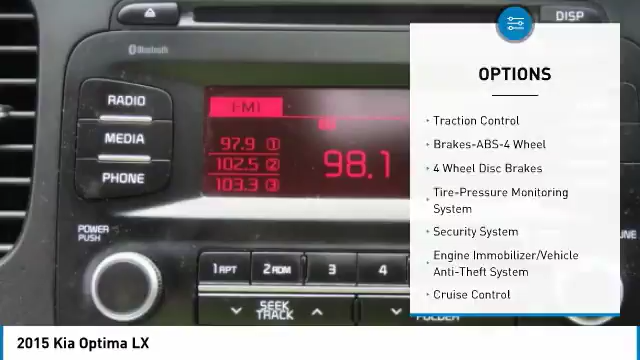 DISP
Bluetooth
RADIO
MEDIA
PHONE
FM1
97.9 1
102.5 2
103.3 3
98.1
POWER
PUSH
1 RPT
2 RDM
3
4
SEEK
TRACK
FOLDER
OPTIONS
Traction Control
Brakes-ABS-4 Wheel
4 Wheel Disc Brakes
Tire-Pressure Monitoring
System
Security System
Engine Immobilizer/Vehicle
Anti-Theft System
Cruise Control
2015 Kia Optima LX